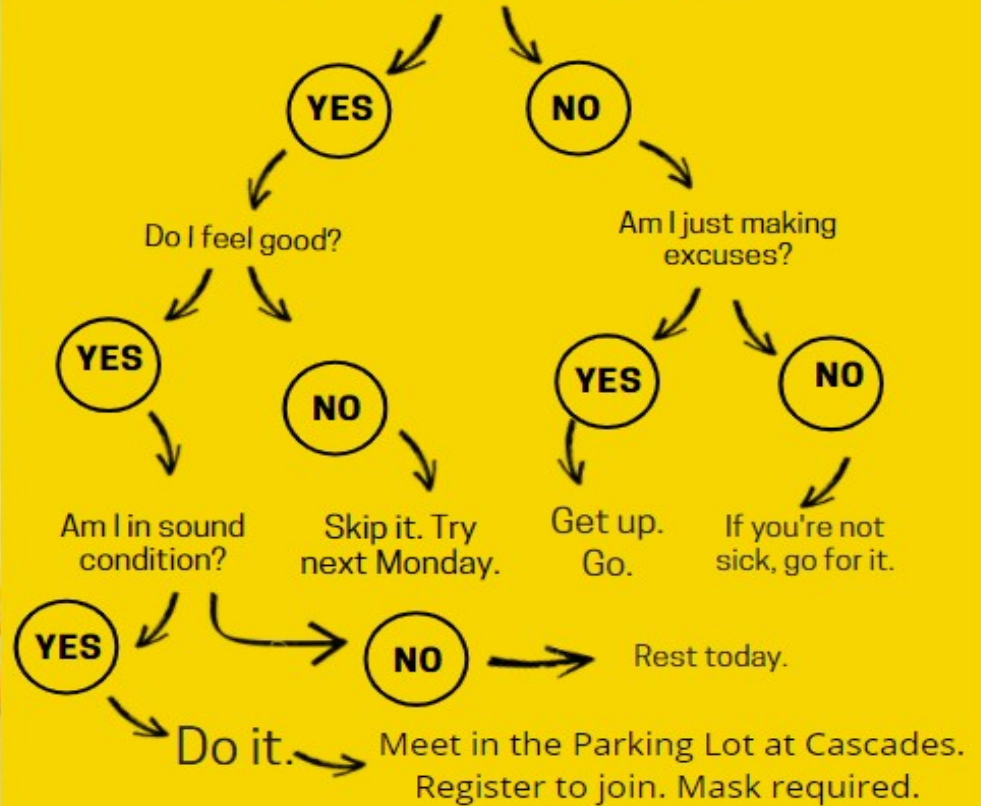 YES
NO
Do I feel good?
Am I just making
excuses?
YES
NO
YES
NO
Am I in sound
condition?
Skip it. Try
next Monday.
Get up.
Go.
If you're not
sick, go for it.
YES
NO
Rest today.
Do it.
Meet in the Parking Lot at Cascades.
Register to join. Mask required.